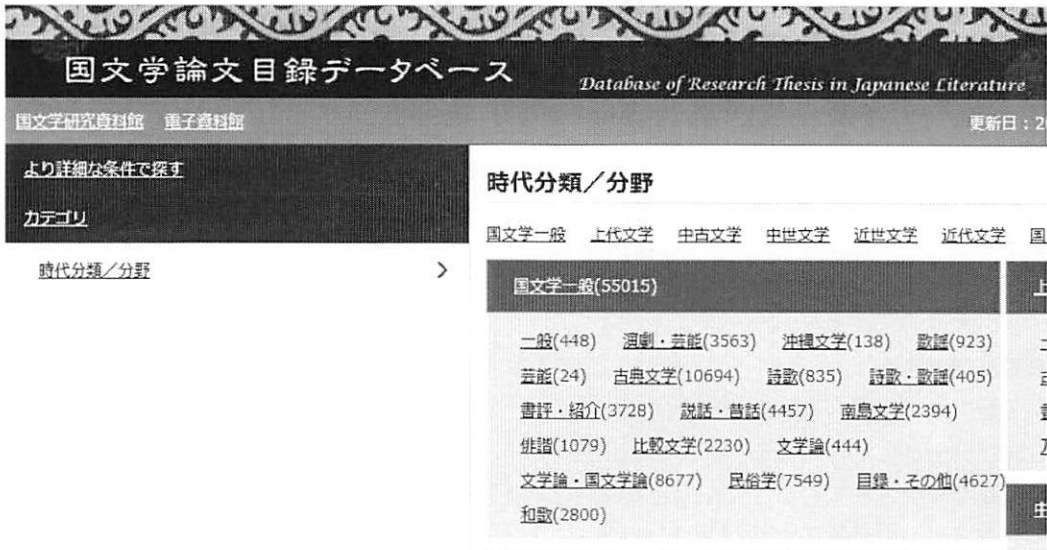 国文学論文目録データベース Database of Research Thesis in Japanese Literature
国文学研究資料館 電子資料館 更新日:
より詳細な条件で探す
カテゴリ
時代分類/分野
時代分類/分野
国文学一般 上代文学 中古文学 中世文学 近世文学 近代文学 国
国文学一般(55015)
一般(448) 演劇・芸能(3563) 沖縄文学(138) 歌謡(923)
芸能(24) 古典文学(10694) 詩歌(835) 詩歌・歌謡(405)
書評・紹介(3728) 説話・昔話(4457) 南島文学(2394)
俳諧(1079) 比較文学(2230) 文学論(444)
文学論・国文学論(8677) 民俗学(7549) 目録・その他(4627)
和歌(2800)